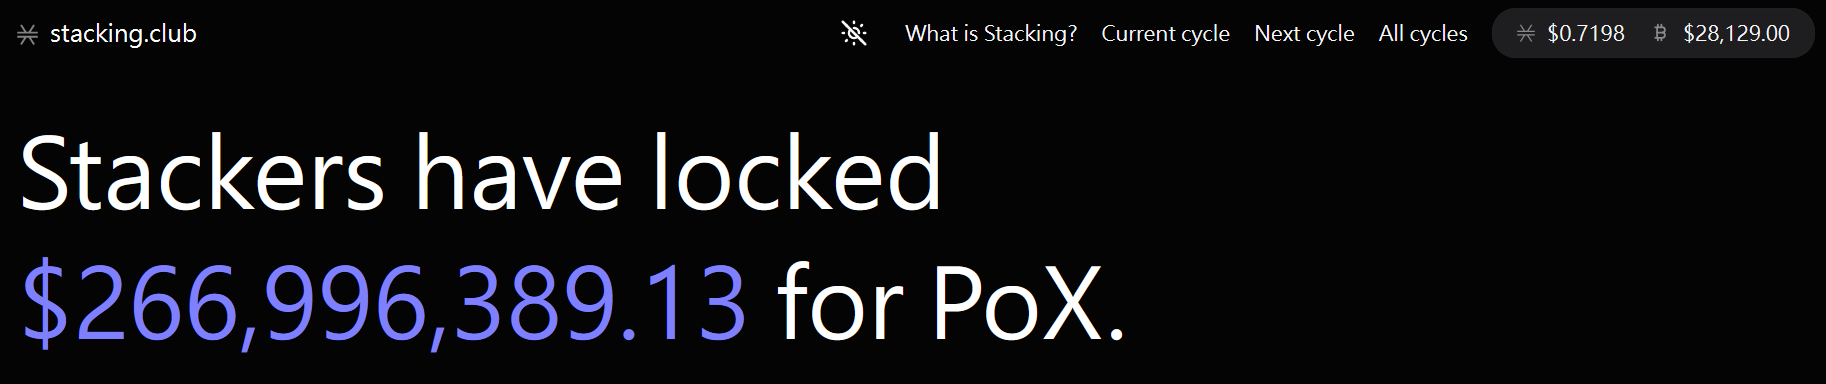 stacking.club What is Stacking? Current cycle Next cycle All cycles $0.7198 ₿ $28,129.00
Stackers have locked
$266,996,389.13 for PoX.